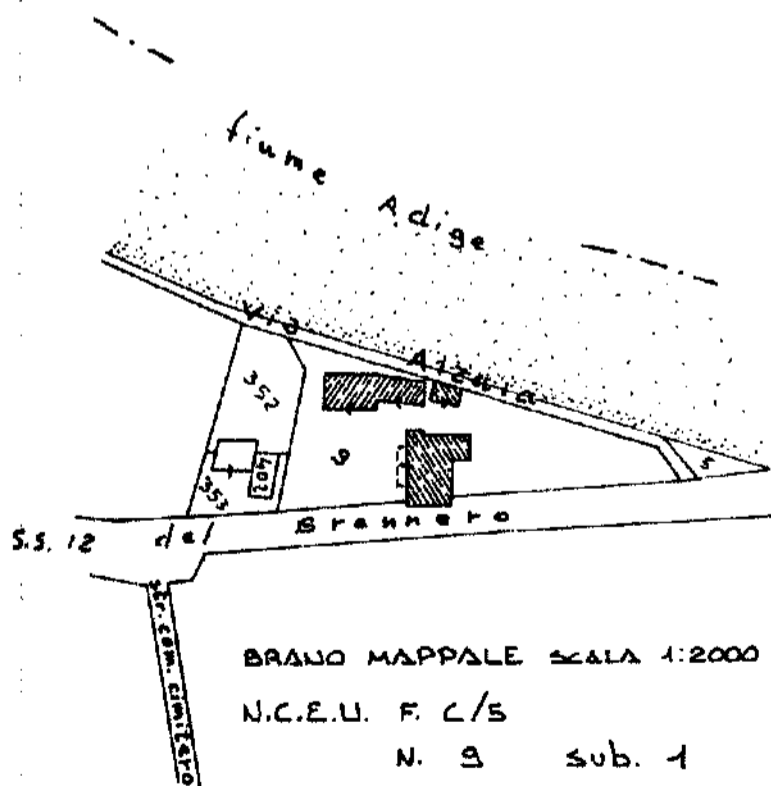 fiume Adige
Via Alzaia
352
403
353
9
5
S.S. 12 del Brennero
str. com. cimitero
BRANO MAPPALE SCALA 1:2000
N.C.E.U. F. C/5
N. 9 sub. 1